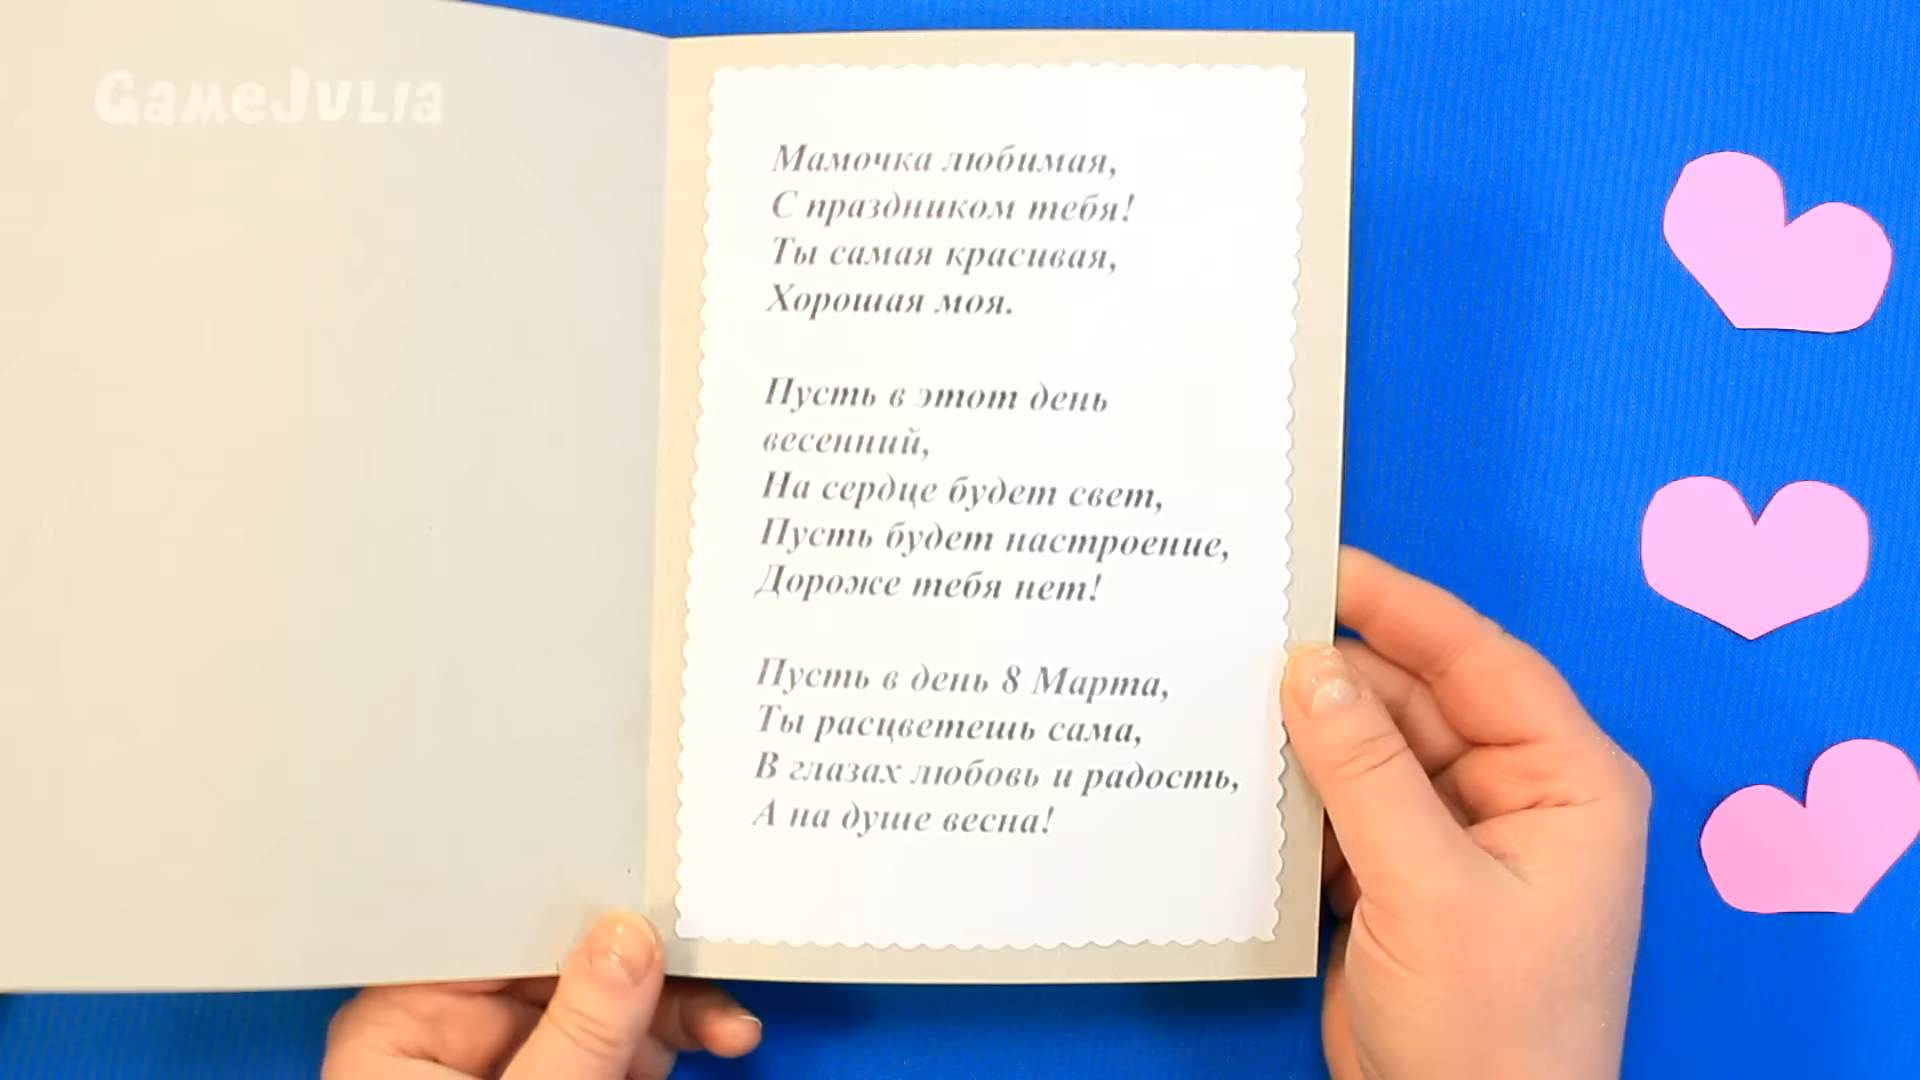 GameJulia
Мамочка любимая,
С праздником тебя!
Ты самая красивая,
Хорошая моя.
Пусть в этот день
весенний,
На сердце будет свет,
Пусть будет настроение,
Дороже тебя нет!
Пусть в день 8 Марта,
Ты расцветешь сама,
В глазах любовь и радость,
А на душе весна!